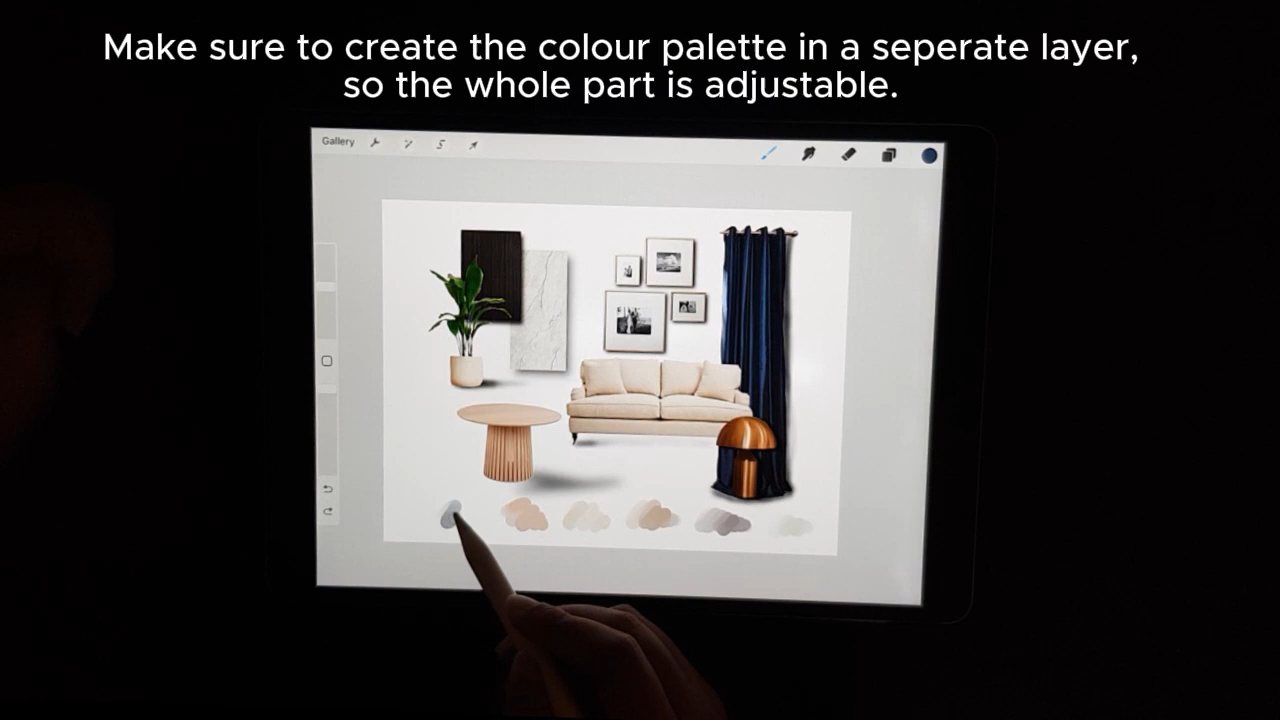 Make sure to create the colour palette in a seperate layer,
so the whole part is adjustable.
Gallery